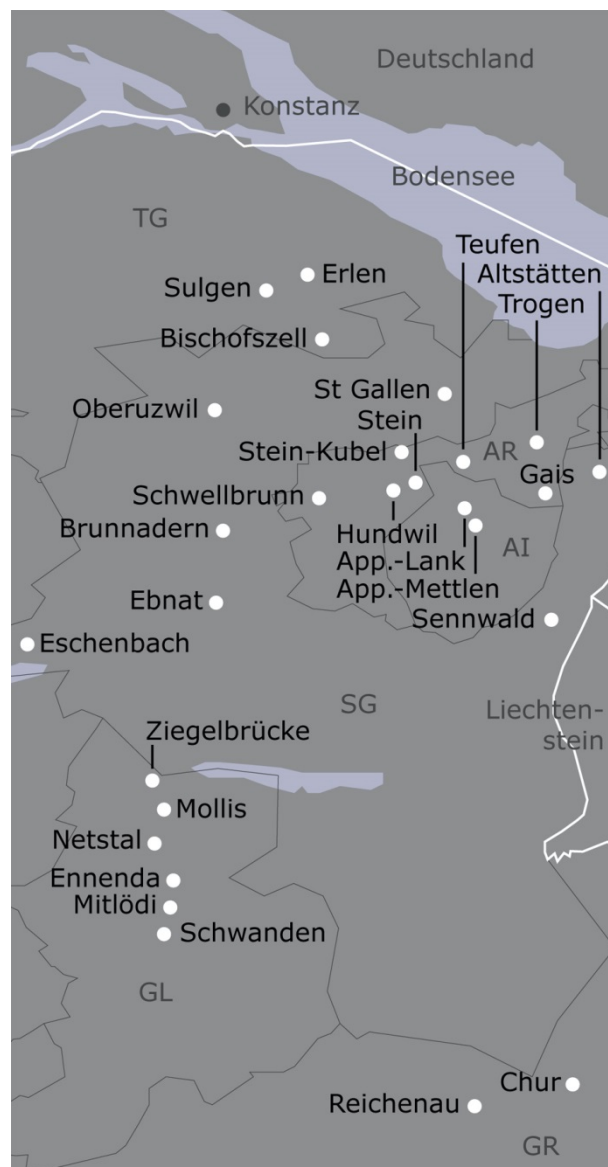 Deutschland
Konstanz
Bodensee
TG
Teufen
Altstätten
Trogen
Erlen
Sulgen
Bischofszell
St Gallen
Oberuzwil
Stein
Stein-Kubel
AR
Gais
Schwellbrunn
Brunnadern
Hundwil
App.-Lank
App.-Mettlen
AI
Ebnat
Sennwald
Eschenbach
SG
Liechten-
stein
Ziegelbrücke
Mollis
Netstal
Ennenda
Mitlödi
Schwanden
GL
Chur
Reichenau
GR